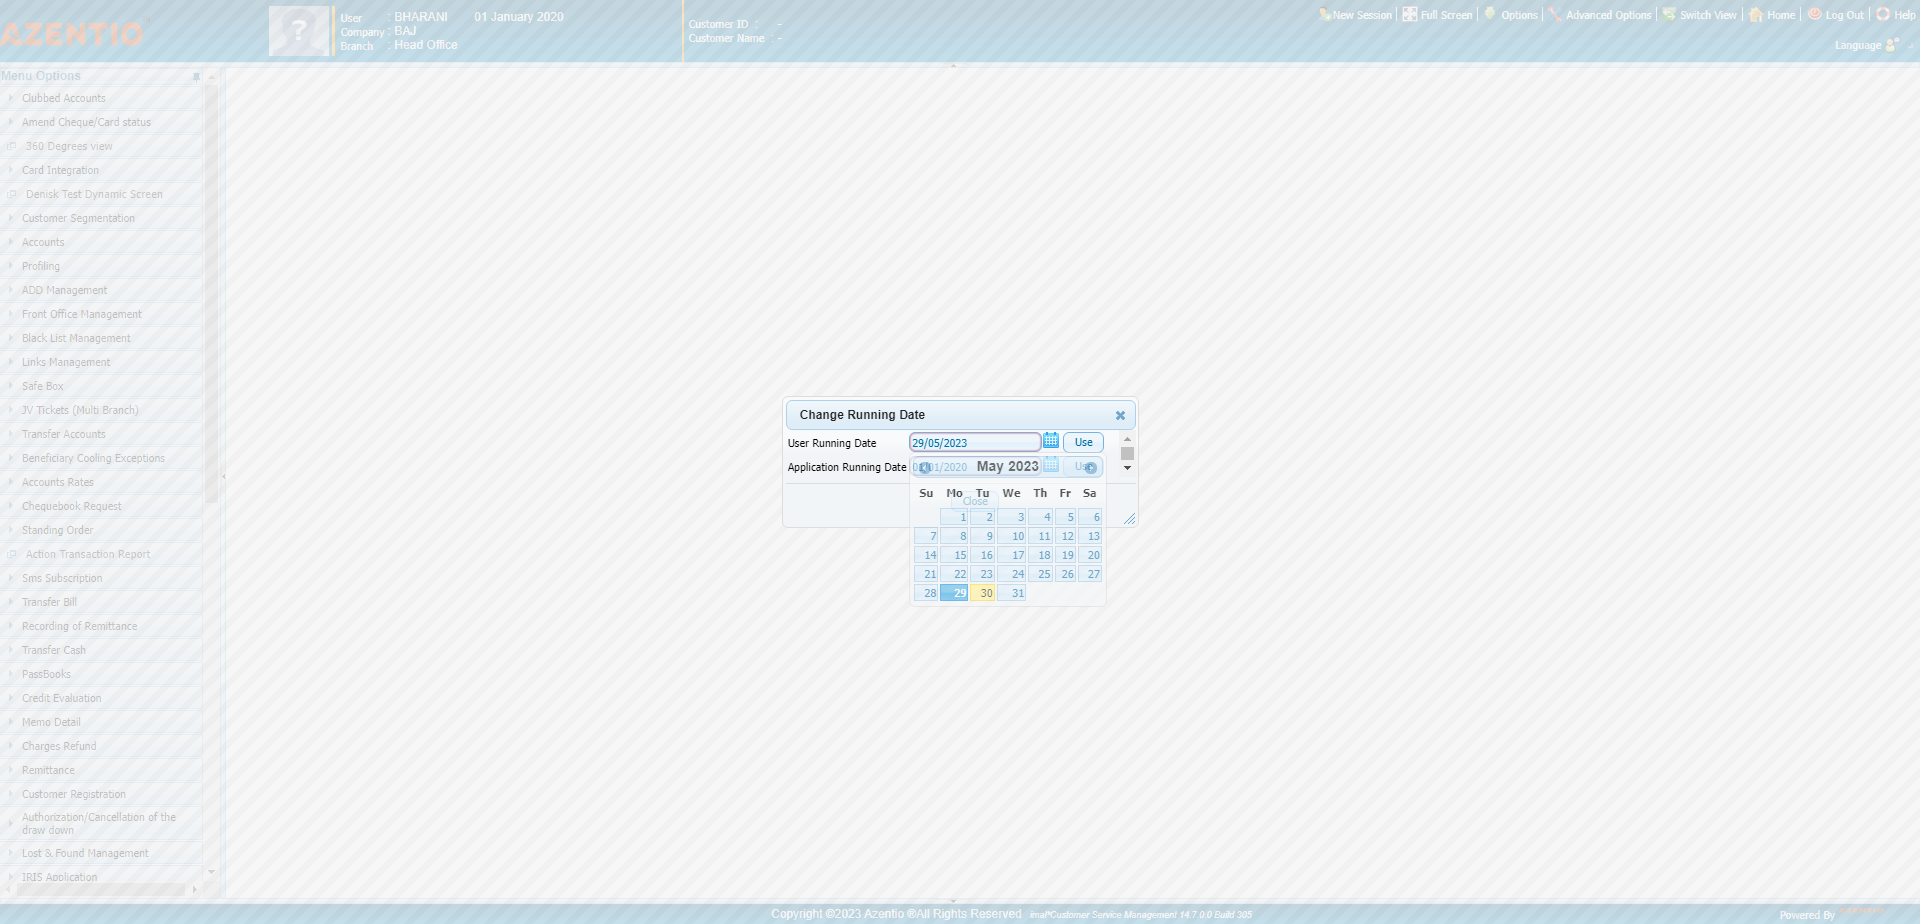 AZENTIO
User : BHARANI 01 January 2020
Company : BAJ
Branch : Head Office
Customer ID : -
Customer Name : -
New Session Full Screen Options Advanced Options Switch View Home Log Out Help
Language
Menu Options
Clubbed Accounts
Amend Cheque/Card status
360 Degrees view
Card Integration
Denisk Test Dynamic Screen
Customer Segmentation
Accounts
Profiling
ADD Management
Front Office Management
Black List Management
Links Management
Safe Box
JV Tickets (Multi Branch)
Transfer Accounts
Beneficiary Cooling Exceptions
Accounts Rates
Chequebook Request
Standing Order
Action Transaction Report
Sms Subscription
Transfer Bill
Recording of Remittance
Transfer Cash
PassBooks
Credit Evaluation
Memo Detail
Charges Refund
Remittance
Customer Registration
Authorization/Cancellation of the
draw down
Lost & Found Management
IRIS Application
Change Running Date
User Running Date 29/05/2023 Use
Application Running Date 01/01/2020 Use
May 2023
Close
Su Mo Tu We Th Fr Sa
1 2 3 4 5 6
7 8 9 10 11 12 13
14 15 16 17 18 19 20
21 22 23 24 25 26 27
28 29 30 31
Copyright ©2023 Azentio ®All Rights Reserved imal®Customer Service Management 14.7.0.0 Build 305
Powered By